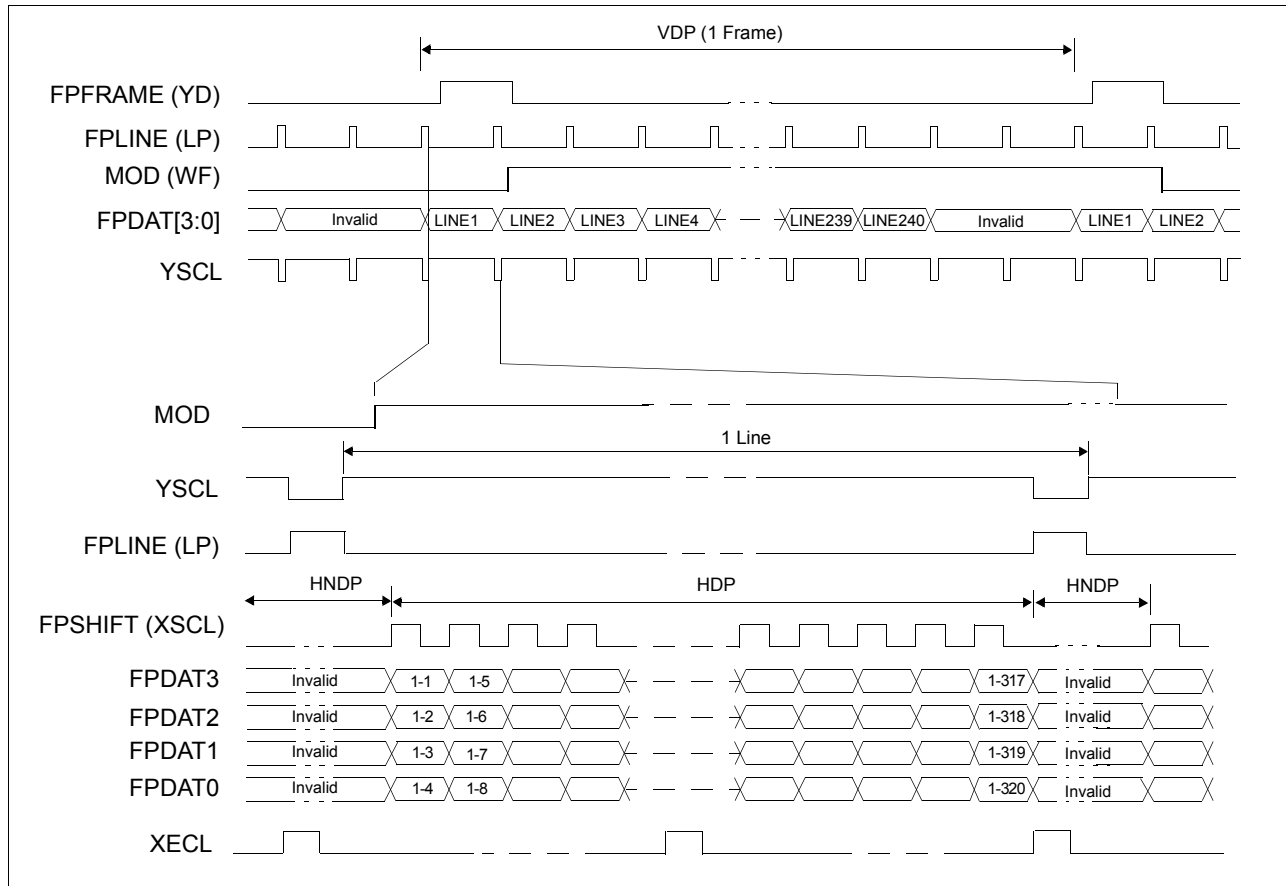 VDP (1 Frame)
FPFRAME (YD)
FPLINE (LP)
MOD (WF)
FPDAT[3:0] Invalid LINE1 LINE2 LINE3 LINE4 LINE239 LINE240 Invalid LINE1 LINE2
YSCL
MOD
1 Line
YSCL
FPLINE (LP)
HNDP HDP HNDP
FPSHIFT (XSCL)
FPDAT3 Invalid 1-1 1-5 1-317 Invalid
FPDAT2 Invalid 1-2 1-6 1-318 Invalid
FPDAT1 Invalid 1-3 1-7 1-319 Invalid
FPDAT0 Invalid 1-4 1-8 1-320 Invalid
XECL